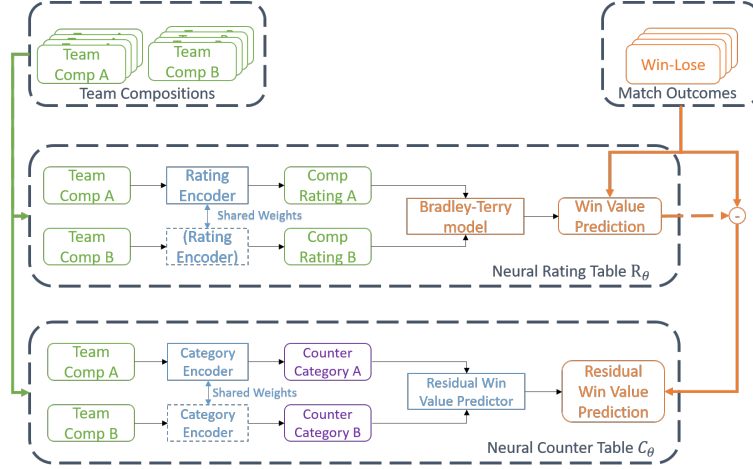 Team
Comp A
Team
Comp B
Team Compositions
Win-Lose
Match Outcomes
Team
Comp A
Rating
Encoder
Comp
Rating A
Shared Weights
Bradley-Terry
model
Win Value
Prediction
-
Team
Comp B
(Rating
Encoder)
Comp
Rating B
Neural Rating Table R_θ
Team
Comp A
Category
Encoder
Counter
Category A
Shared Weights
Residual Win
Value Predictor
Residual
Win Value
Prediction
Team
Comp B
Category
Encoder
Counter
Category B
Neural Counter Table C_θ